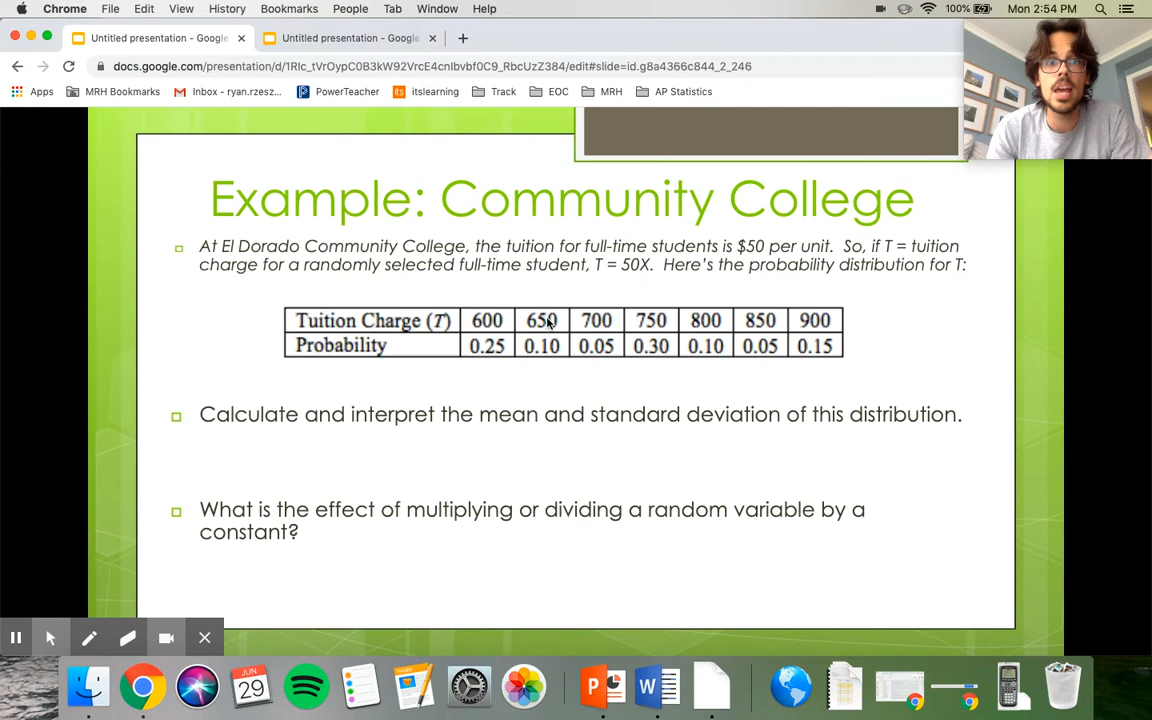 Chrome File Edit View History Bookmarks People Tab Window Help 100% Mon 2:54 PM
Untitled presentation - Google Untitled presentation - Google
docs.google.com/presentation/d/1RIc_tVrOypC0B3kW92VrcE4cnIbvbf0C9_RbcUzZ384/edit#slide=id.g8a4366c844_2_246
Apps MRH Bookmarks Inbox - ryan.rzesz... PowerTeacher its itslearning Track EOC MRH AP Statistics
Example: Community College
At El Dorado Community College, the tuition for full-time students is $50 per unit. So, if T = tuition
charge for a randomly selected full-time student, T = 50X. Here's the probability distribution for T:
Tuition Charge (T) 600 650 700 750 800 850 900
Probability 0.25 0.10 0.05 0.30 0.10 0.05 0.15
Calculate and interpret the mean and standard deviation of this distribution.
What is the effect of multiplying or dividing a random variable by a
constant?
JUN
29
P W